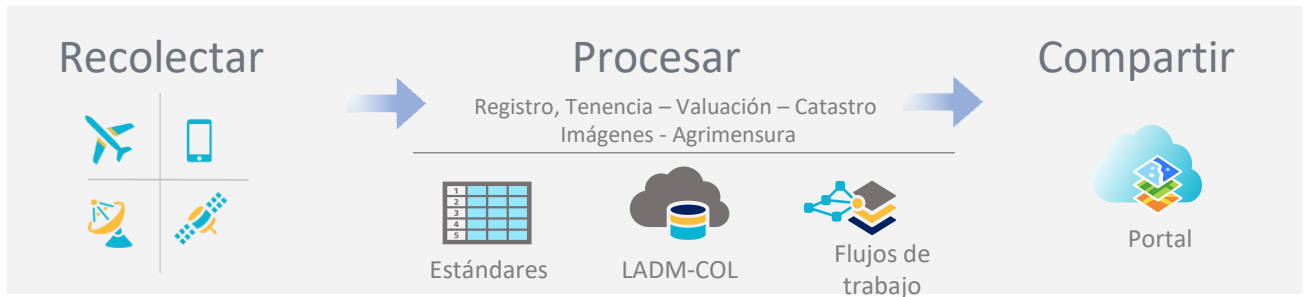 Recolectar
Procesar
Registro, Tenencia – Valuación – Catastro
Imágenes - Agrimensura
1
2
3
4
5
Estándares
LADM-COL
Flujos de
trabajo
Compartir
Portal